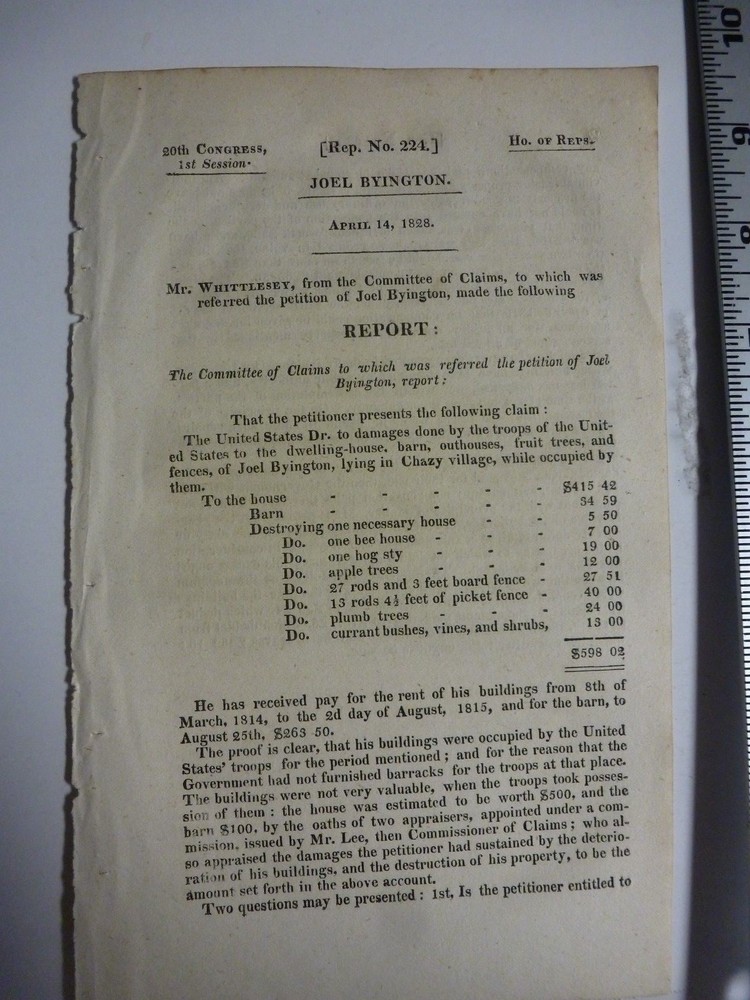 20th Congress, [Rep. No. 224.] Ho. of Reps.
1st Session.
JOEL BYINGTON.
April 14, 1828.
Mr. Whittlesey, from the Committee of Claims, to which was
referred the petition of Joel Byington, made the following
REPORT:
The Committee of Claims to which was referred the petition of Joel
Byington, report:
That the petitioner presents the following claim:
The United States Dr. to damages done by the troops of the Unit-
ed States to the dwelling-house, barn, outhouses, fruit trees, and
fences, of Joel Byington, lying in Chazy village, while occupied by
them.
To the house - - - - - $415 42
Barn - - - - - 34 59
Destroying one necessary house - - 5 50
Do. one bee house - - - 7 00
Do. one hog sty - - - 19 00
Do. apple trees - - - 12 00
Do. 27 rods and 3 feet board fence - 27 51
Do. 13 rods 4½ feet of picket fence - 40 00
Do. plumb trees - - - 24 00
Do. currant bushes, vines, and shrubs, 13 00
$598 02
He has received pay for the rent of his buildings from 8th of
March, 1814, to the 2d day of August, 1815, and for the barn, to
August 25th, $263 50.
The proof is clear, that his buildings were occupied by the United
States' troops for the period mentioned; and for the reason that the
Government had not furnished barracks for the troops at that place.
The buildings were not very valuable, when the troops took posses-
sion of them: the house was estimated to be worth $500, and the
barn $100, by the oaths of two appraisers, appointed under a com-
mission, issued by Mr. Lee, then Commissioner of Claims; who al-
so appraised the damages the petitioner had sustained by the deterio-
ration of his buildings, and the destruction of his property, to be the
amount set forth in the above account.
Two questions may be presented: 1st, Is the petitioner entitled to
10
9
8